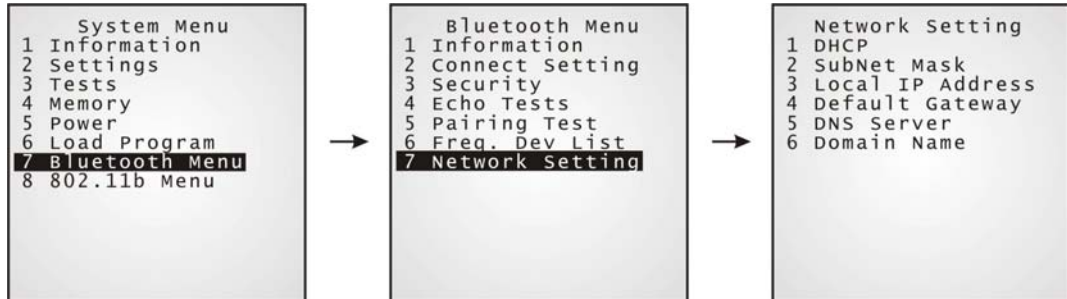 System Menu
1 Information
2 Settings
3 Tests
4 Memory
5 Power
6 Load Program
7 Bluetooth Menu
8 802.11b Menu
Bluetooth Menu
1 Information
2 Connect Setting
3 Security
4 Echo Tests
5 Pairing Test
6 Freq. Dev List
7 Network Setting
Network Setting
1 DHCP
2 SubNet Mask
3 Local IP Address
4 Default Gateway
5 DNS Server
6 Domain Name